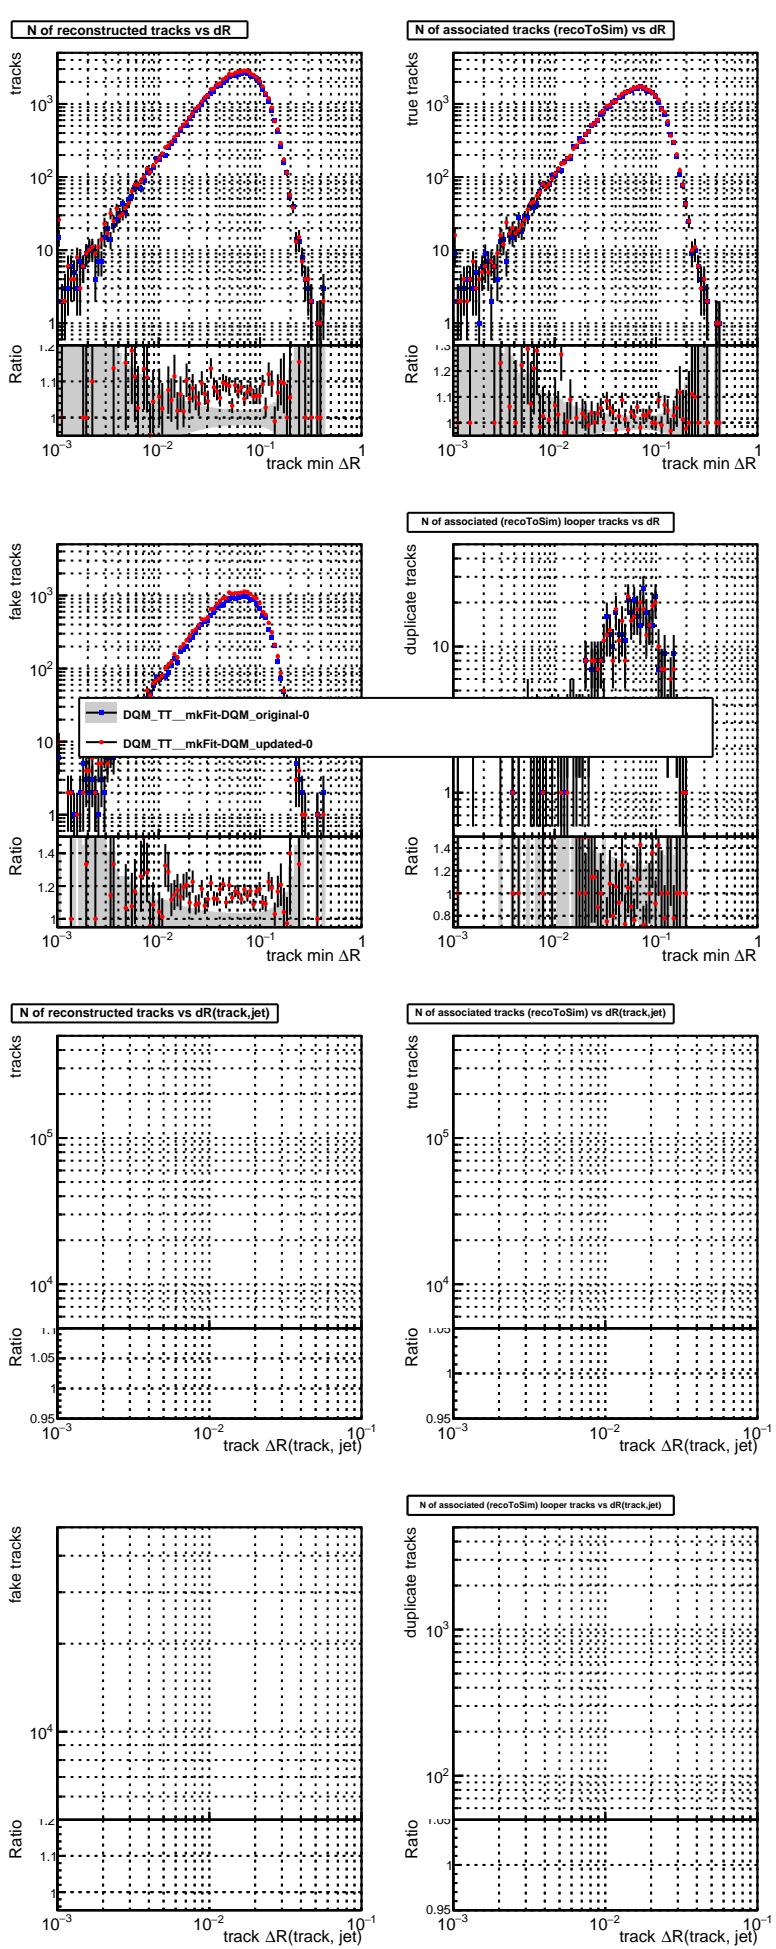 N of reconstructed tracks vs dR
N of associated tracks (recoToSim) vs dR
tracks
10³
10²
10
1
Ratio
1.2
1.1
1
10⁻³
10⁻²
10⁻¹
1
track min ΔR
true tracks
10³
10²
10
1
Ratio
1.3
1.2
1.1
1
10⁻³
10⁻²
10⁻¹
1
track min ΔR
N of associated (recoToSim) looper tracks vs dR
fake tracks
10³
10²
10
1
Ratio
1.4
1.2
1
10⁻³
10⁻²
10⁻¹
1
track min ΔR
duplicate tracks
10
1
Ratio
1.4
1.2
1
0.8
10⁻³
10⁻²
10⁻¹
1
track min ΔR
DQM_TT__mkFit-DQM_original-0
DQM_TT__mkFit-DQM_updated-0
N of reconstructed tracks vs dR(track,jet)
N of associated tracks (recoToSim) vs dR(track,jet)
tracks
10⁵
10⁴
Ratio
1.1
1.05
1
0.95
10⁻³
10⁻²
10⁻¹
track ΔR(track, jet)
true tracks
10⁵
10⁴
Ratio
1.05
1
0.95
10⁻³
10⁻²
10⁻¹
track ΔR(track, jet)
N of associated (recoToSim) looper tracks vs dR(track,jet)
fake tracks
10⁴
Ratio
1.2
1.1
1
10⁻³
10⁻²
10⁻¹
track ΔR(track, jet)
duplicate tracks
10³
10²
Ratio
1.05
1
0.95
10⁻³
10⁻²
10⁻¹
track ΔR(track, jet)